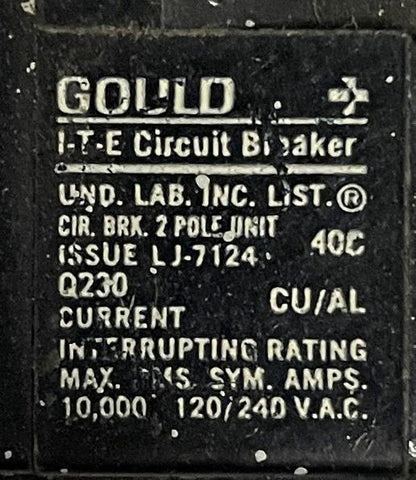 GOULD
I-T-E Circuit Breaker
UND. LAB. INC. LIST.®
CIR. BRK. 2 POLE UNIT
40C
ISSUE LJ-7124
Q230
CU/AL
CURRENT
INTERRUPTING RATING
MAX. RMS. SYM. AMPS.
10,000 120/240 V.A.C.